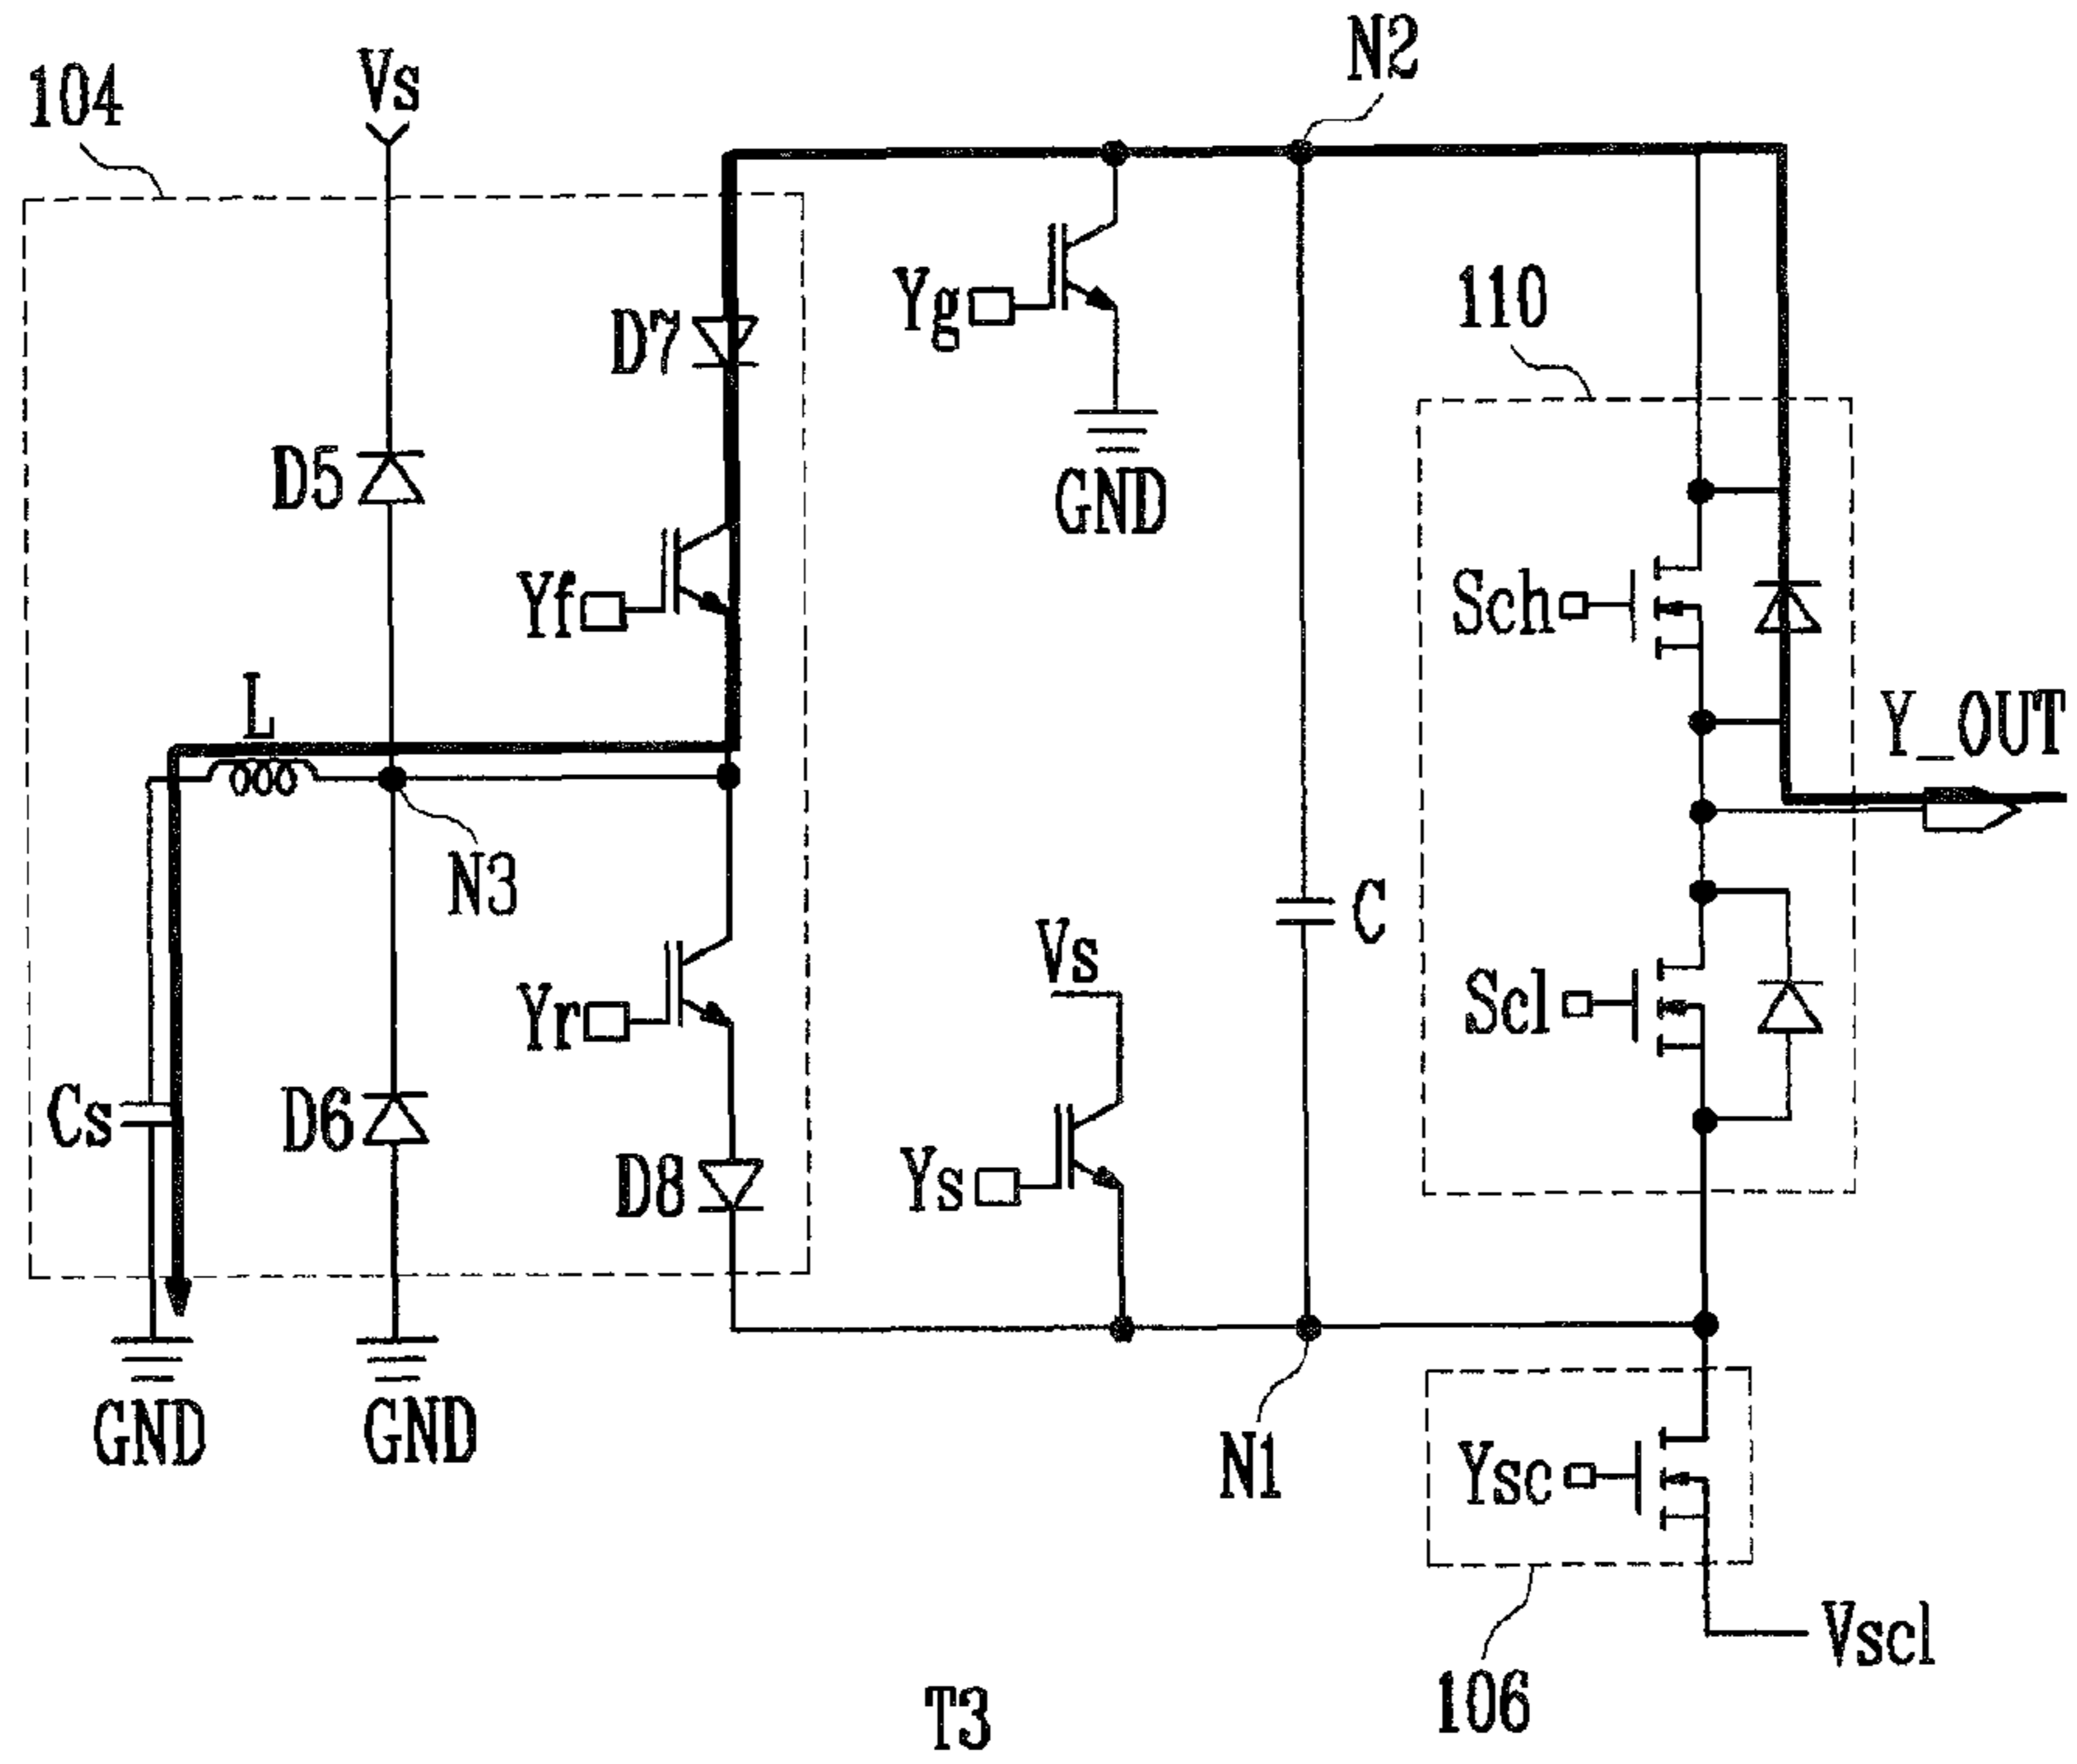 N2
Vs
104
Yg
110
D7
D5
GND
Yf
Sch
L
Y_OUT
N3
C
Vs
Yr
Scl
Cs
D6
D8
Ys
GND
GND
N1
Ysc
Vscl
106
T3